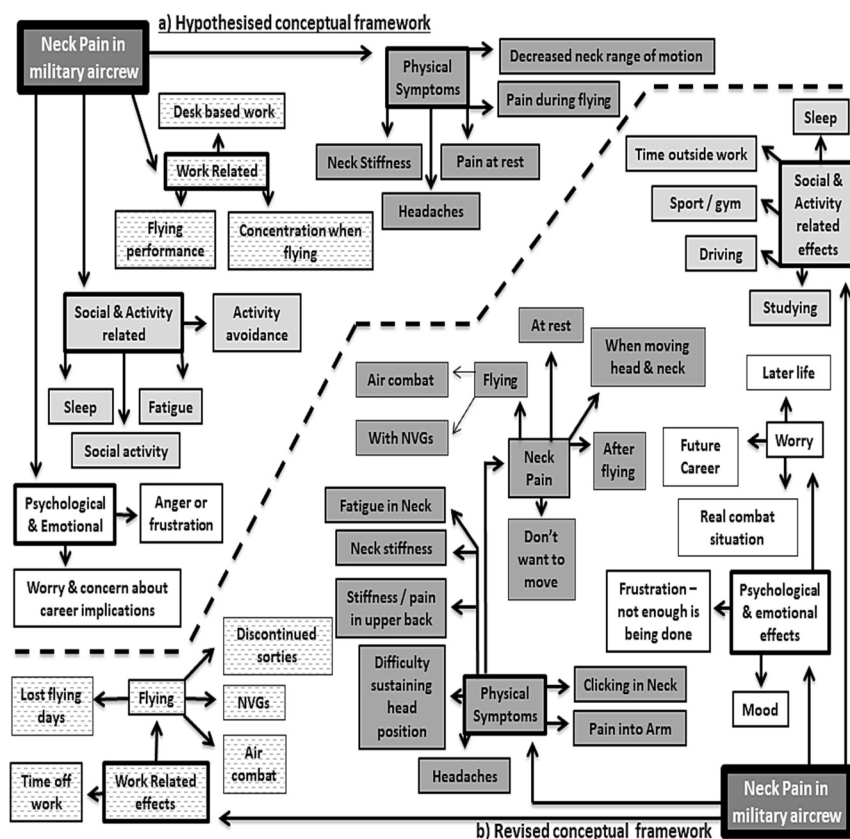 a) Hypothesised conceptual framework
Neck Pain in
military aircrew
Physical
Symptoms
Decreased neck range of motion
Pain during flying
Neck Stiffness
Pain at rest
Headaches
Desk based work
Work Related
Flying
performance
Concentration when
flying
Social & Activity
related
Activity
avoidance
Sleep
Fatigue
Social activity
Psychological
& Emotional
Anger or
frustration
Worry & concern about
career implications
Sleep
Time outside work
Social &
Activity
related
effects
Sport / gym
Driving
Studying
At rest
When moving
head & neck
Air combat
Flying
With NVGs
Neck
Pain
After
flying
Don't
want to
move
Later life
Future
Career
Worry
Real combat
situation
Fatigue in Neck
Neck stiffness
Stiffness / pain
in upper back
Difficulty
sustaining
head
position
Physical
Symptoms
Clicking in Neck
Pain into Arm
Headaches
Frustration –
not enough is
being done
Psychological
& emotional
effects
Mood
Discontinued
sorties
Lost flying
days
Flying
NVGs
Air
combat
Time off
work
Work Related
effects
Neck Pain in
military aircrew
b) Revised conceptual framework